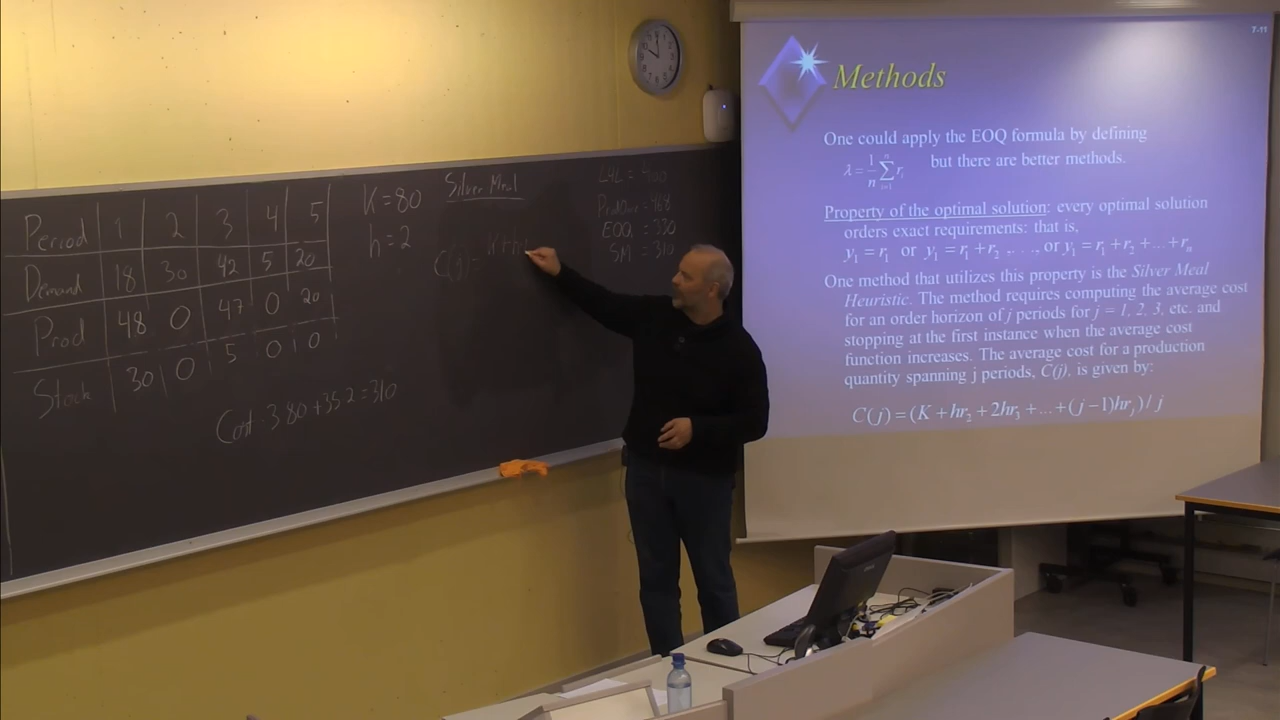 Period 1 2 3 4 5
Demand 18 30 42 5 20
Prod 48 0 47 0 20
Stock 30 0 5 0 0
Cost: 3·80+35·2=310
K=80
h=2
Silver Meal
C(j)= K+hr
L4L = 400
EOQ = 330
SM = 310
7-11
Methods
One could apply the EOQ formula by defining
λ = 1/n ∑ i=1 n rᵢ but there are better methods.
Property of the optimal solution: every optimal solution
orders exact requirements: that is,
y₁ = r₁ or y₁ = r₁ + r₂ ,…., or y₁ = r₁ + r₂ + …+ rₙ
One method that utilizes this property is the Silver Meal
Heuristic. The method requires computing the average cost
for an order horizon of j periods for j = 1, 2, 3, etc. and
stopping at the first instance when the average cost
function increases. The average cost for a production
quantity spanning j periods, C(j), is given by:
C(j) = (K + hr₂ + 2hr₃ + ... + (j − 1)hrⱼ) / j